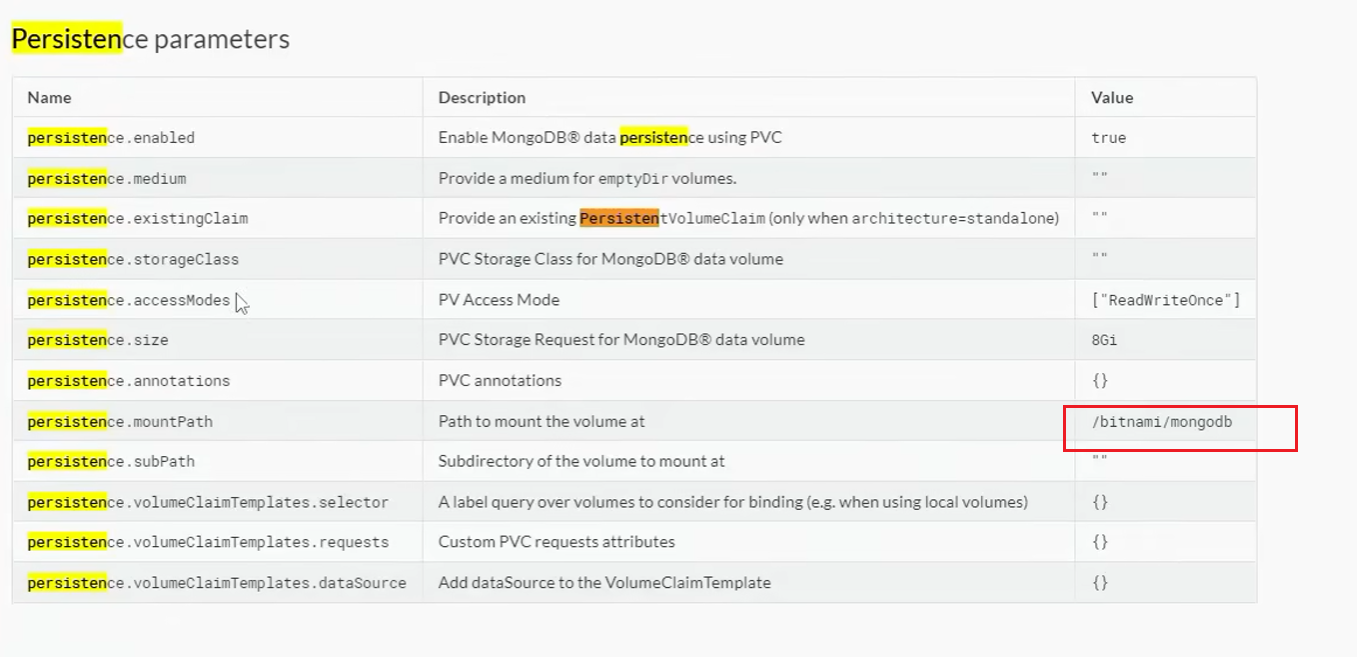 Persistence parameters
Name Description Value
persistence.enabled Enable MongoDB® data persistence using PVC true
persistence.medium Provide a medium for emptyDir volumes. ""
persistence.existingClaim Provide an existing PersistentVolumeClaim (only when architecture=standalone) ""
persistence.storageClass PVC Storage Class for MongoDB® data volume ""
persistence.accessModes PV Access Mode ["ReadWriteOnce"]
persistence.size PVC Storage Request for MongoDB® data volume 8Gi
persistence.annotations PVC annotations {}
persistence.mountPath Path to mount the volume at /bitnami/mongodb
persistence.subPath Subdirectory of the volume to mount at ""
persistence.volumeClaimTemplates.selector A label query over volumes to consider for binding (e.g. when using local volumes) {}
persistence.volumeClaimTemplates.requests Custom PVC requests attributes {}
persistence.volumeClaimTemplates.dataSource Add dataSource to the VolumeClaimTemplate {}